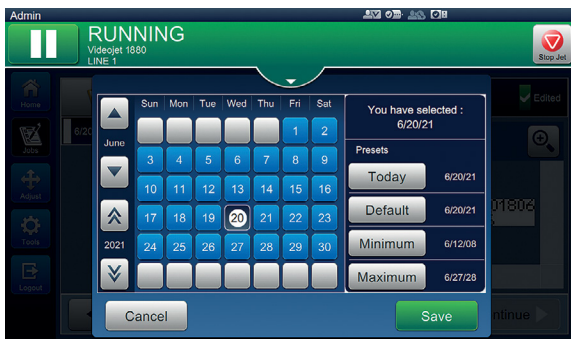 Admin
RUNNING
Videojet 1880
LINE 1
Stop Jet
Home
Jobs
Adjust
Tools
Logout
6/20
Edited
01806
ntinue
June
2021
Sun Mon Tue Wed Thu Fri Sat
1 2
3 4 5 6 7 8 9
10 11 12 13 14 15 16
17 18 19 20 21 22 23
24 25 26 27 28 29 30
You have selected :
6/20/21
Presets
Today 6/20/21
Default 6/20/21
Minimum 6/12/08
Maximum 6/27/28
Cancel
Save